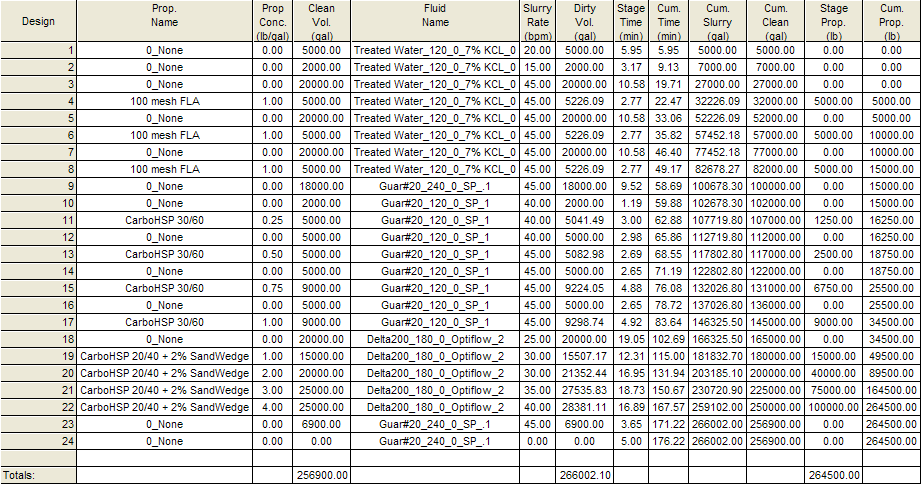 Design Prop. Name Prop Conc. (lb/gal) Clean Vol. (gal) Fluid Name Slurry Rate (bpm) Dirty Vol. (gal) Stage Time (min) Cum. Time (min) Cum. Slurry (gal) Cum. Clean (gal) Stage Prop. (lb) Cum. Prop. (lb)
1 0_None 0.00 5000.00 Treated Water_120_0_7% KCL_0 20.00 5000.00 5.95 5.95 5000.00 5000.00 0.00 0.00
2 0_None 0.00 2000.00 Treated Water_120_0_7% KCL_0 15.00 2000.00 3.17 9.13 7000.00 7000.00 0.00 0.00
3 0_None 0.00 20000.00 Treated Water_120_0_7% KCL_0 45.00 20000.00 10.58 19.71 27000.00 27000.00 0.00 0.00
4 100 mesh FLA 1.00 5000.00 Treated Water_120_0_7% KCL_0 45.00 5226.09 2.77 22.47 32226.09 32000.00 5000.00 5000.00
5 0_None 0.00 20000.00 Treated Water_120_0_7% KCL_0 45.00 20000.00 10.58 33.06 52226.09 52000.00 0.00 5000.00
6 100 mesh FLA 1.00 5000.00 Treated Water_120_0_7% KCL_0 45.00 5226.09 2.77 35.82 57452.18 57000.00 5000.00 10000.00
7 0_None 0.00 20000.00 Treated Water_120_0_7% KCL_0 45.00 20000.00 10.58 46.40 77452.18 77000.00 0.00 10000.00
8 100 mesh FLA 1.00 5000.00 Treated Water_120_0_7% KCL_0 45.00 5226.09 2.77 49.17 82678.27 82000.00 5000.00 15000.00
9 0_None 0.00 18000.00 Guar#20_240_0_SP_.1 45.00 18000.00 9.52 58.69 100678.30 100000.00 0.00 15000.00
10 0_None 0.00 2000.00 Guar#20_120_0_SP_1 40.00 2000.00 1.19 59.88 102678.30 102000.00 0.00 15000.00
11 CarboHSP 30/60 0.25 5000.00 Guar#20_120_0_SP_1 40.00 5041.49 3.00 62.88 107719.80 107000.00 1250.00 16250.00
12 0_None 0.00 5000.00 Guar#20_120_0_SP_1 40.00 5000.00 2.98 65.86 112719.80 112000.00 0.00 16250.00
13 CarboHSP 30/60 0.50 5000.00 Guar#20_120_0_SP_1 45.00 5082.98 2.69 68.55 117802.80 117000.00 2500.00 18750.00
14 0_None 0.00 5000.00 Guar#20_120_0_SP_1 45.00 5000.00 2.65 71.19 122802.80 122000.00 0.00 18750.00
15 CarboHSP 30/60 0.75 9000.00 Guar#20_120_0_SP_1 45.00 9224.05 4.88 76.08 132026.80 131000.00 6750.00 25500.00
16 0_None 0.00 5000.00 Guar#20_120_0_SP_1 45.00 5000.00 2.65 78.72 137026.80 136000.00 0.00 25500.00
17 CarboHSP 30/60 1.00 9000.00 Guar#20_120_0_SP_1 45.00 9298.74 4.92 83.64 146325.50 145000.00 9000.00 34500.00
18 0_None 0.00 20000.00 Delta200_180_0_Optiflow_2 25.00 20000.00 19.05 102.69 166325.50 165000.00 0.00 34500.00
19 CarboHSP 20/40 + 2% SandWedge 1.00 15000.00 Delta200_180_0_Optiflow_2 30.00 15507.17 12.31 115.00 181832.70 180000.00 15000.00 49500.00
20 CarboHSP 20/40 + 2% SandWedge 2.00 20000.00 Delta200_180_0_Optiflow_2 30.00 21352.44 16.95 131.94 203185.10 200000.00 40000.00 89500.00
21 CarboHSP 20/40 + 2% SandWedge 3.00 25000.00 Delta200_180_0_Optiflow_2 35.00 27535.83 18.73 150.67 230720.90 225000.00 75000.00 164500.00
22 CarboHSP 20/40 + 2% SandWedge 4.00 25000.00 Delta200_180_0_Optiflow_2 40.00 28381.11 16.89 167.57 259102.00 250000.00 100000.00 264500.00
23 0_None 0.00 6900.00 Guar#20_240_0_SP_.1 45.00 6900.00 3.65 171.22 266002.00 256900.00 0.00 264500.00
24 0_None 0.00 0.00 Guar#20_240_0_SP_.1 0.00 0.00 5.00 176.22 266002.00 256900.00 0.00 264500.00
Totals: 256900.00 266002.10 264500.00